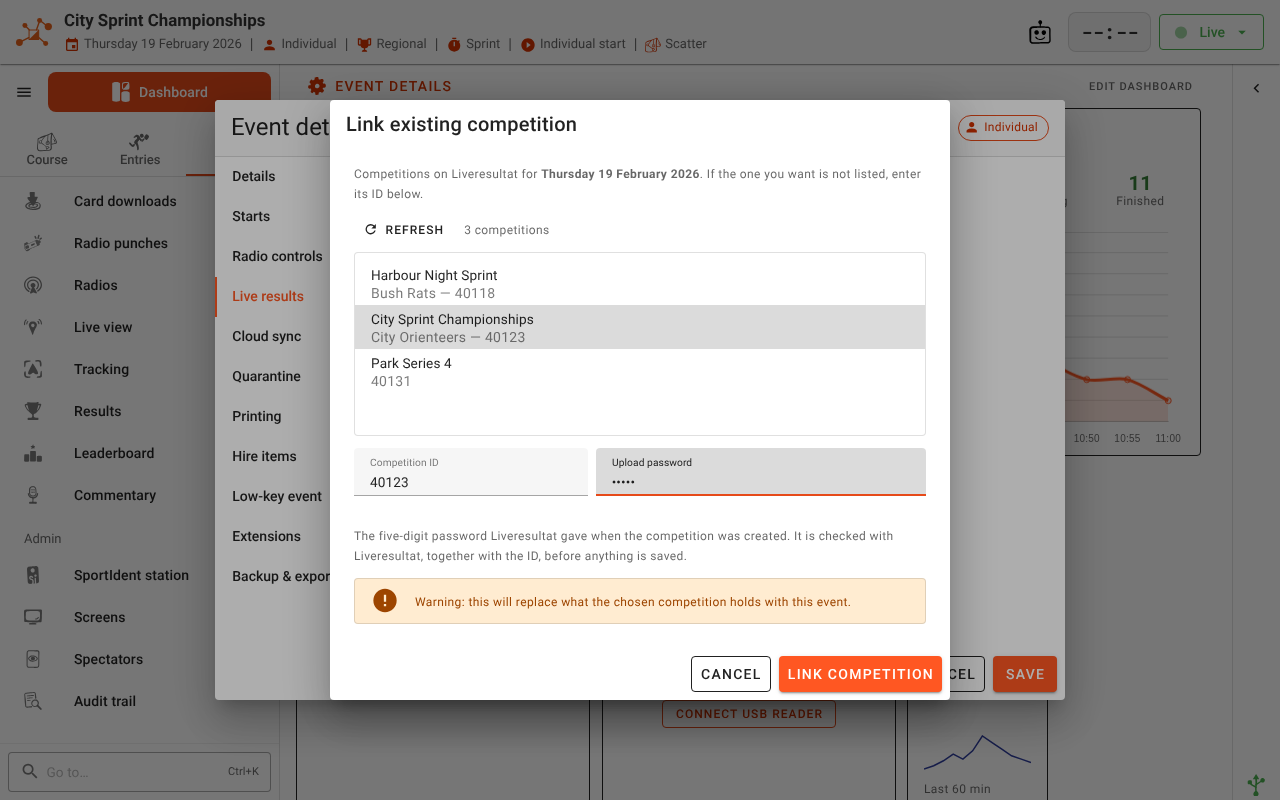 City Sprint Championships
Thursday 19 February 2026 | Individual | Regional | Sprint | Individual start | Scatter
--:--
Live
Dashboard
EVENT DETAILS
EDIT DASHBOARD
Course
Entries
Card downloads
Radio punches
Radios
Live view
Tracking
Results
Leaderboard
Commentary
Admin
SportIdent station
Screens
Spectators
Audit trail
Go to...
Ctrl+K
Event det
Individual
Details
Starts
Radio controls
Live results
Cloud sync
Quarantine
Printing
Hire items
Low-key event
Extensions
Backup & expor
Link existing competition
Competitions on Liveresultat for Thursday 19 February 2026. If the one you want is not listed, enter
its ID below.
REFRESH
3 competitions
Harbour Night Sprint
Bush Rats — 40118
City Sprint Championships
City Orienteers — 40123
Park Series 4
40131
Competition ID
40123
Upload password
•••••
The five-digit password Liveresultat gave when the competition was created. It is checked with
Liveresultat, together with the ID, before anything is saved.
Warning: this will replace what the chosen competition holds with this event.
CANCEL
LINK COMPETITION
CEL
SAVE
11
Finished
10:50
10:55
11:00
CONNECT USB READER
Last 60 min